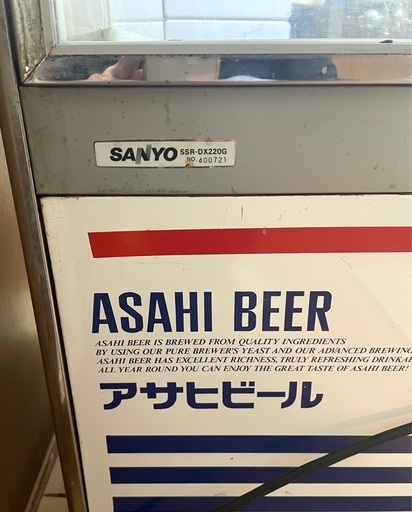 SANYO SSR-DX220G
NO 400721
ASAHI BEER
ASAHI BEER IS BREWED FROM QUALITY INGREDIENTS
BY USING OUR PURE BREWER'S YEAST AND OUR ADVANCED BREWING
ASAHI BEER HAS EXCELLENT RICHNESS, TRULY REFRESHING DRINKAB
ALL YEAR ROUND YOU CAN ENJOY THE GREAT TASTE OF ASAHI BEER!
アサヒビール